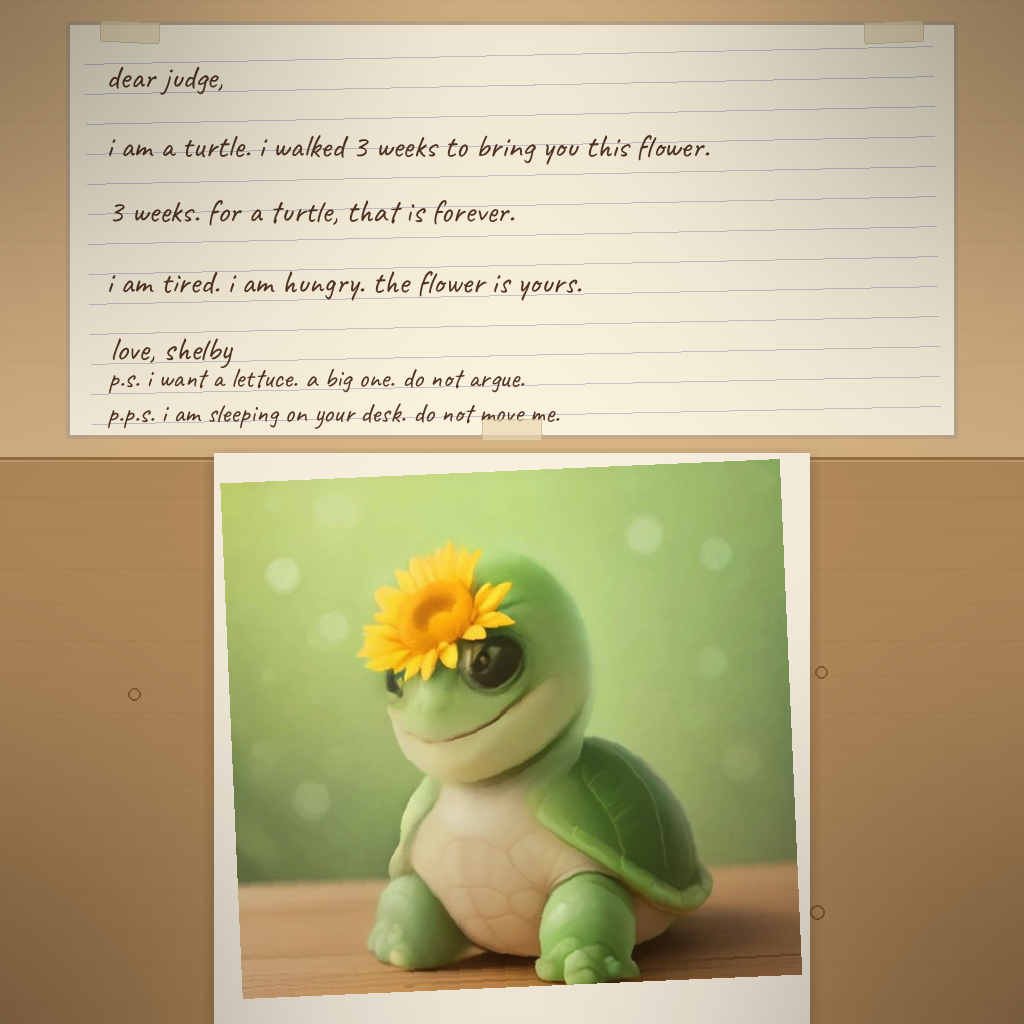 dear judge,
i am a turtle. i walked 3 weeks to bring you this flower.
3 weeks. for a turtle, that is forever.
i am tired. i am hungry. the flower is yours.
love, shelby
p.s. i want a lettuce. a big one. do not argue.
p.p.s. i am sleeping on your desk. do not move me.